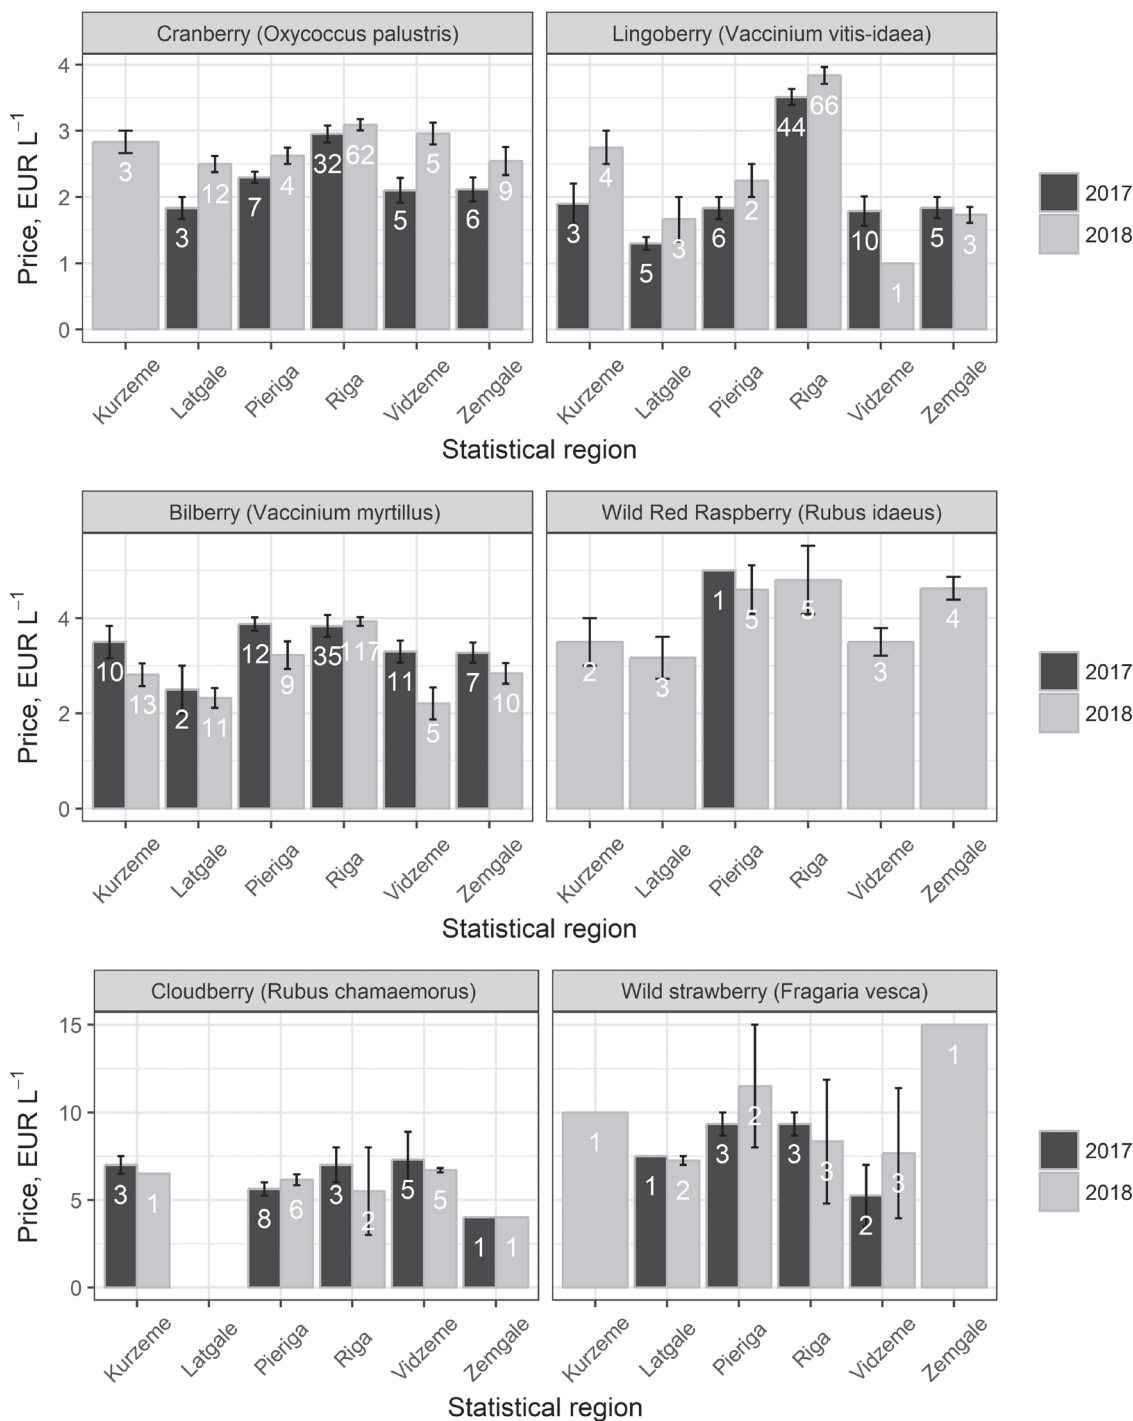 Cranberry (Oxycoccus palustris) Lingoberry (Vaccinium vitis-idaea)
Price, EUR L⁻¹
4
3
2
1
0
3 3 12 7 4 32 62 5 5 6 9
3 4 5 3 6 2 44 66 10 1 5 3
2017
2018
Kurzeme Latgale Pieriga Riga Vidzeme Zemgale Kurzeme Latgale Pieriga Riga Vidzeme Zemgale
Statistical region
Bilberry (Vaccinium myrtillus) Wild Red Raspberry (Rubus idaeus)
Price, EUR L⁻¹
4
2
0
10 13 2 11 12 9 35 117 11 5 7 10
2 3 1 5 5 3 4
2017
2018
Kurzeme Latgale Pieriga Riga Vidzeme Zemgale Kurzeme Latgale Pieriga Riga Vidzeme Zemgale
Statistical region
Cloudberry (Rubus chamaemorus) Wild strawberry (Fragaria vesca)
Price, EUR L⁻¹
15
10
5
0
3 1 8 6 3 2 5 5 1 1
1 1 2 3 2 3 3 2 3 1
2017
2018
Kurzeme Latgale Pieriga Riga Vidzeme Zemgale Kurzeme Latgale Pieriga Riga Vidzeme Zemgale
Statistical region